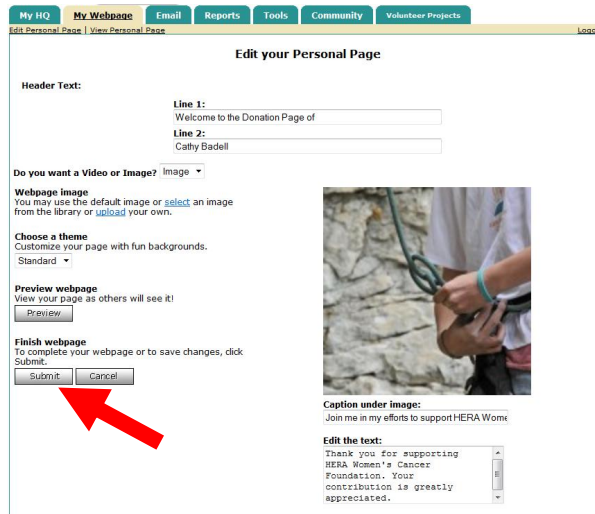 My HQ My Webpage Email Reports Tools Community Volunteer Projects
Edit Personal Page | View Personal Page
Edit your Personal Page
Header Text:
Line 1:
Welcome to the Donation Page of
Line 2:
Cathy Badell
Do you want a Video or Image? Image
Webpage image
You may use the default image or select an image
from the library or upload your own.
Choose a theme
Customize your page with fun backgrounds.
Standard
Preview webpage
View your page as others will see it!
Preview
Finish webpage
To complete your webpage or to save changes, click
Submit.
Submit Cancel
Caption under image:
Join me in my efforts to support HERA
Edit the text:
Thank you for supporting
HERA Women's Cancer
Foundation. Your
contribution is greatly
appreciated.